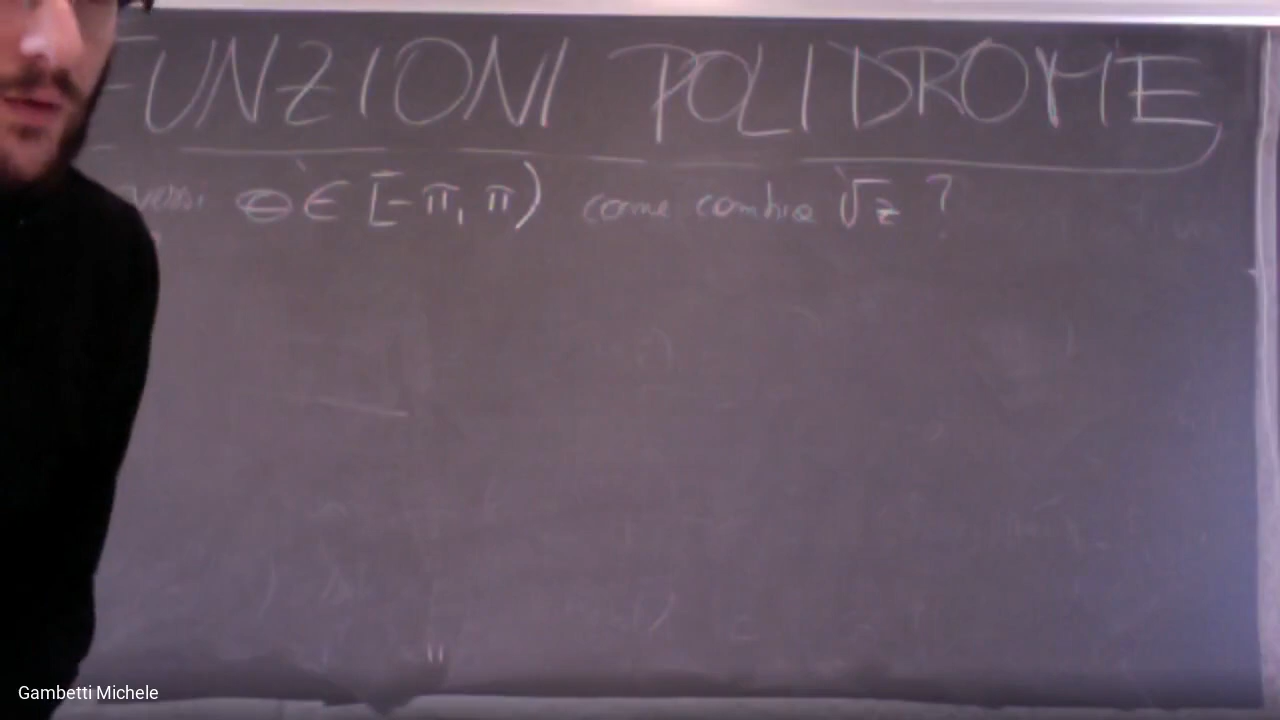 FUNZIONI POLIDROME
θ ∈ [-π, π) come cambia √z ?
Gambetti Michele